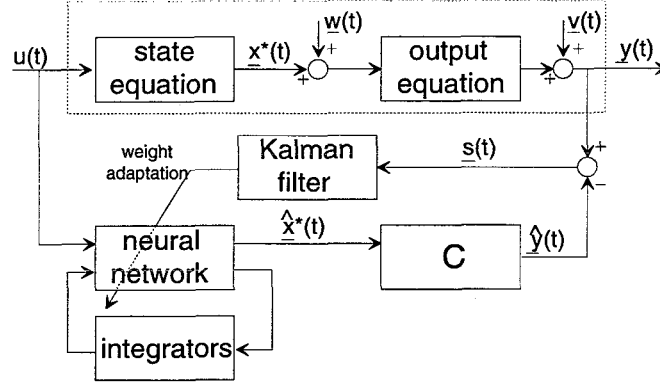 u(t)
state
equation
x*(t)
w(t)
+
+
output
equation
v(t)
+
+
y(t)
weight
adaptation
Kalman
filter
s(t)
+
−
neural
network
x̂*(t)
C
ŷ(t)
integrators